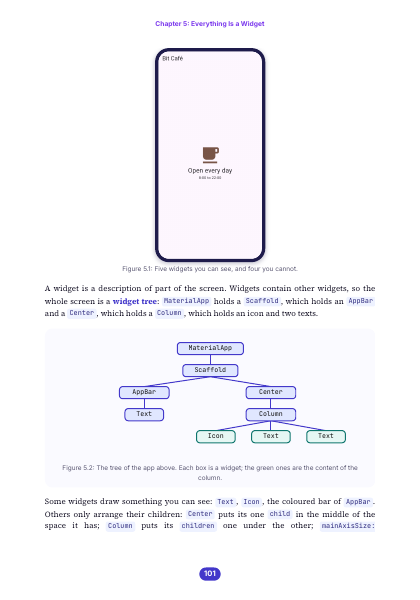 Chapter 5: Everything Is a Widget
Bit Café
Open every day
8:00 to 22:00
Figure 5.1: Five widgets you can see, and four you cannot.
A widget is a description of part of the screen. Widgets contain other widgets, so the
whole screen is a widget tree: MaterialApp holds a Scaffold, which holds an AppBar
and a Center, which holds a Column, which holds an icon and two texts.
MaterialApp
Scaffold
AppBar Center
Text Column
Icon Text Text
Figure 5.2: The tree of the app above. Each box is a widget; the green ones are the content of the
column.
Some widgets draw something you can see: Text, Icon, the coloured bar of AppBar.
Others only arrange their children: Center puts its one child in the middle of the
space it has; Column puts its children one under the other; mainAxisSize:
101